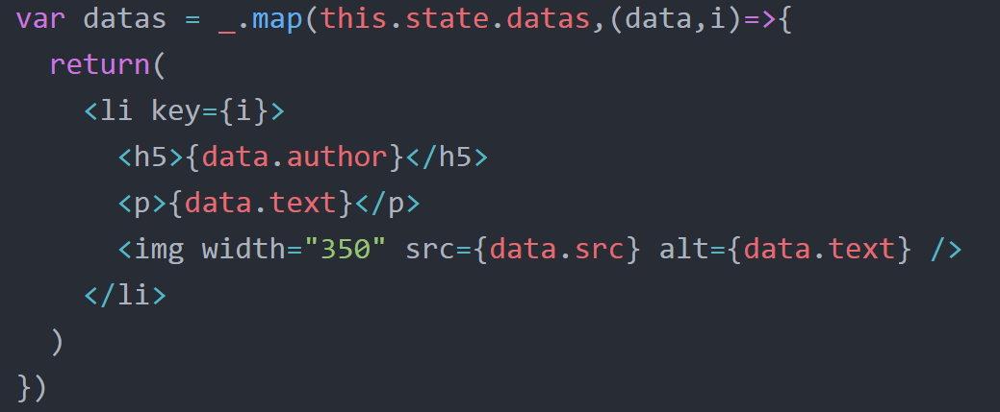 var datas = _.map(this.state.datas,(data,i)=>{
  return(
    <li key={i}>
      <h5>{data.author}</h5>
      <p>{data.text}</p>
      <img width="350" src={data.src} alt={data.text} />
    </li>
  )
})